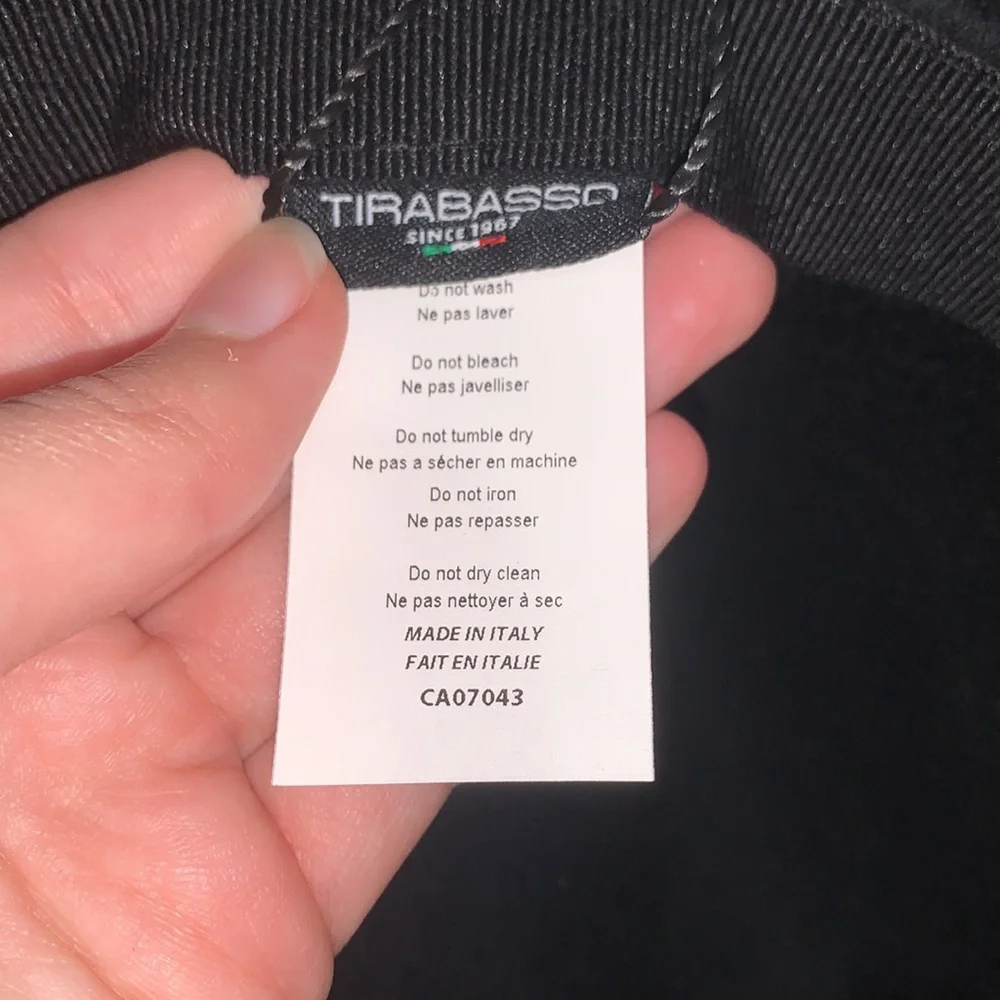 TIRABASSO
SINCE 1967
Do not wash
Ne pas laver
Do not bleach
Ne pas javelliser
Do not tumble dry
Ne pas a sécher en machine
Do not iron
Ne pas repasser
Do not dry clean
Ne pas nettoyer à sec
MADE IN ITALY
FAIT EN ITALIE
CA07043